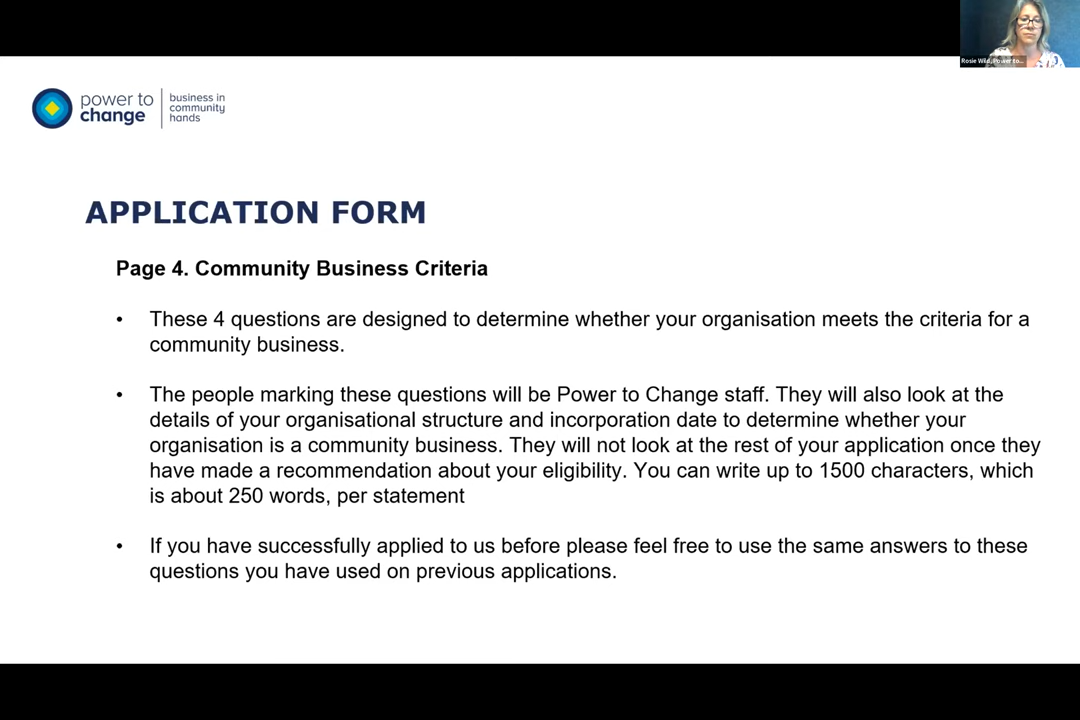 Rosie Wild, Power to...
power to
change
business in
community
hands
APPLICATION FORM
Page 4. Community Business Criteria
• These 4 questions are designed to determine whether your organisation meets the criteria for a
community business.
• The people marking these questions will be Power to Change staff. They will also look at the
details of your organisational structure and incorporation date to determine whether your
organisation is a community business. They will not look at the rest of your application once they
have made a recommendation about your eligibility. You can write up to 1500 characters, which
is about 250 words, per statement
• If you have successfully applied to us before please feel free to use the same answers to these
questions you have used on previous applications.